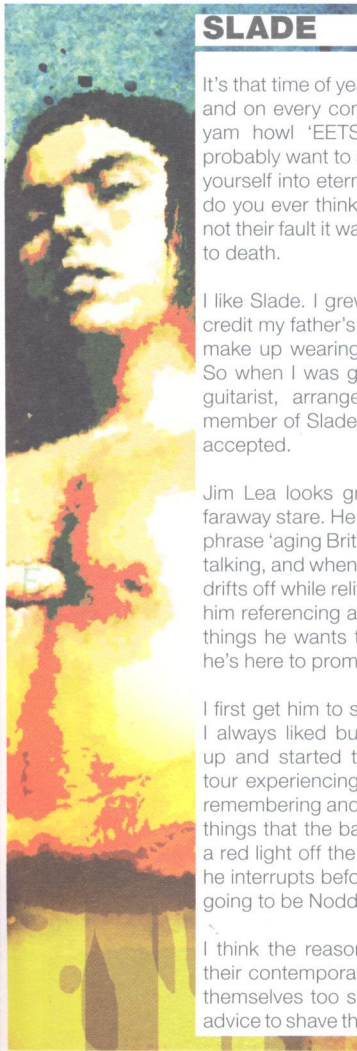 SLADE
It's that time of yea
and on every cor
yam howl 'EETS
probably want to
yourself into etern
do you ever think
not their fault it wa
to death.
I like Slade. I grew
credit my father's
make up wearing
So when I was g
guitarist, arrange
member of Slade
accepted.
Jim Lea looks gr
faraway stare. He
phrase 'aging Brit
talking, and when
drifts off while reli
him referencing a
things he wants t
he's here to prom
I first get him to s
I always liked bu
up and started t
tour experiencing
remembering and
things that the ba
a red light off the
he interrupts befo
going to be Nodd
I think the reason
their contempora
themselves too s
advice to shave th